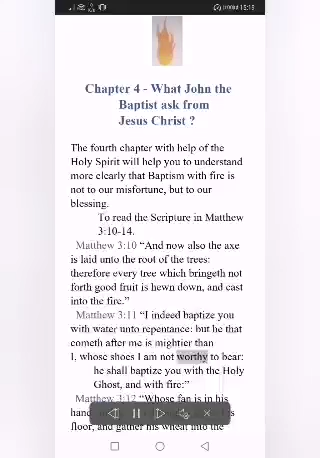 15:15
Chapter 4 - What John the
Baptist ask from
Jesus Christ ?
The fourth chapter with help of the
Holy Spirit will help you to understand
more clearly that Baptism with fire is
not to our misfortune, but to our
blessing.
To read the Scripture in Matthew
3:10-14.
Matthew 3:10 “And now also the axe
is laid unto the root of the trees:
therefore every tree which bringeth not
forth good fruit is hewn down, and cast
into the fire.”
Matthew 3:11 “I indeed baptize you
with water unto repentance: but he that
cometh after me is mightier than
I, whose shoes I am not worthy to bear:
he shall baptize you with the Holy
Ghost, and with fire:”
Matthew 3:12 “Whose fan is in his
floor, and gather his wheat into the